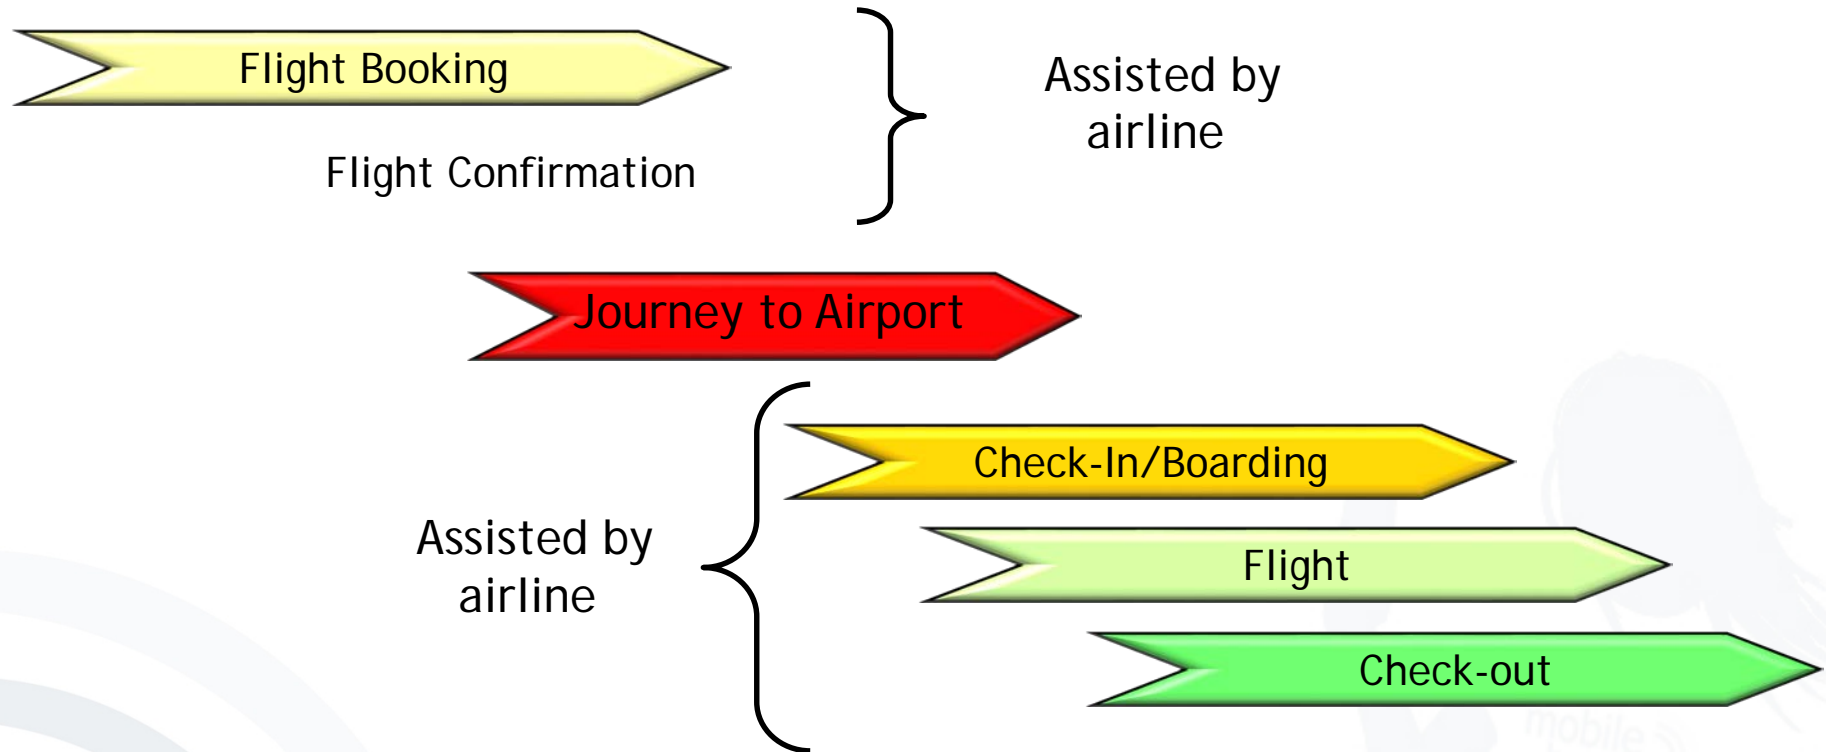 Flight Booking
Assisted by
airline
Flight Confirmation
Journey to Airport
Check-In/Boarding
Assisted by
airline
Flight
Check-out
mobile